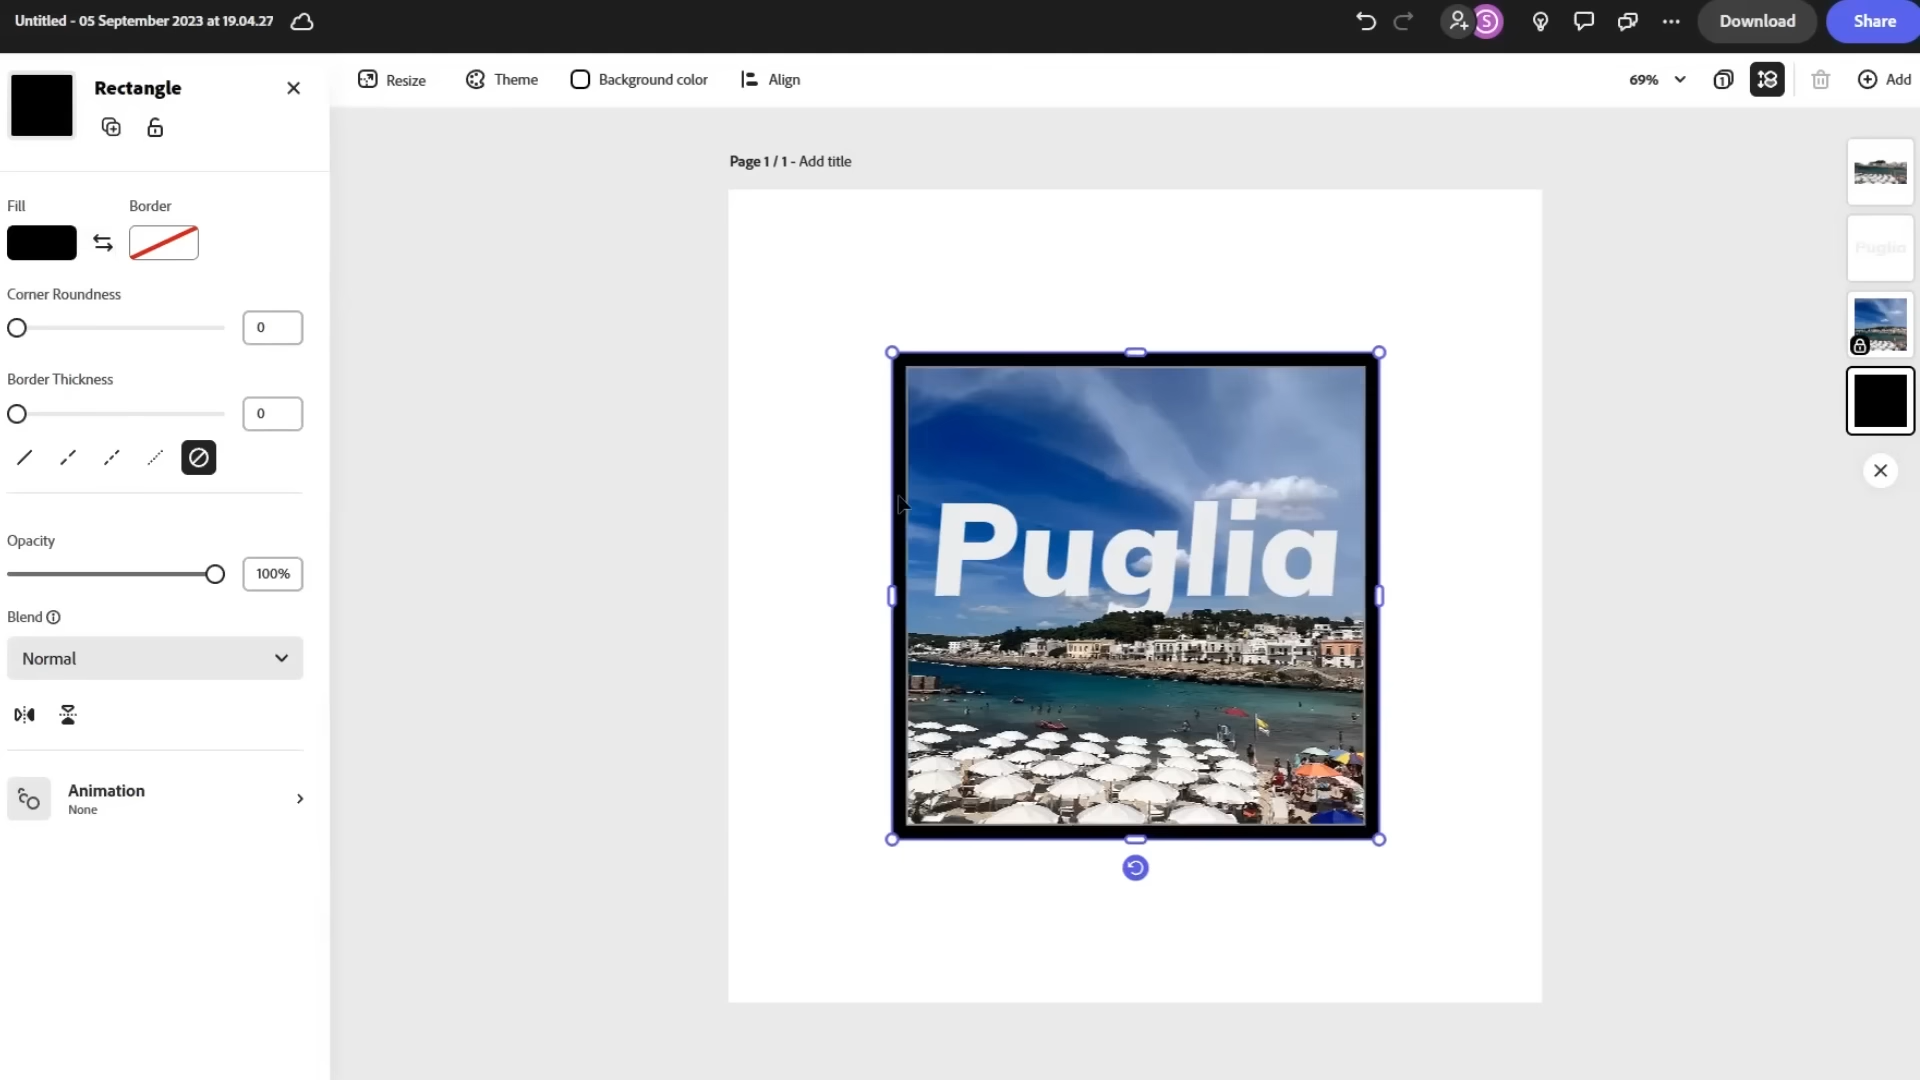 Untitled - 05 September 2023 at 19.04.27
S
Download
Share
Rectangle
Resize
Theme
Background color
Align
69%
1
Add
Page 1 / 1 - Add title
Fill
Border
Corner Roundness
0
Border Thickness
0
Opacity
100%
Blend
Normal
Animation
None
Puglia
Puglia